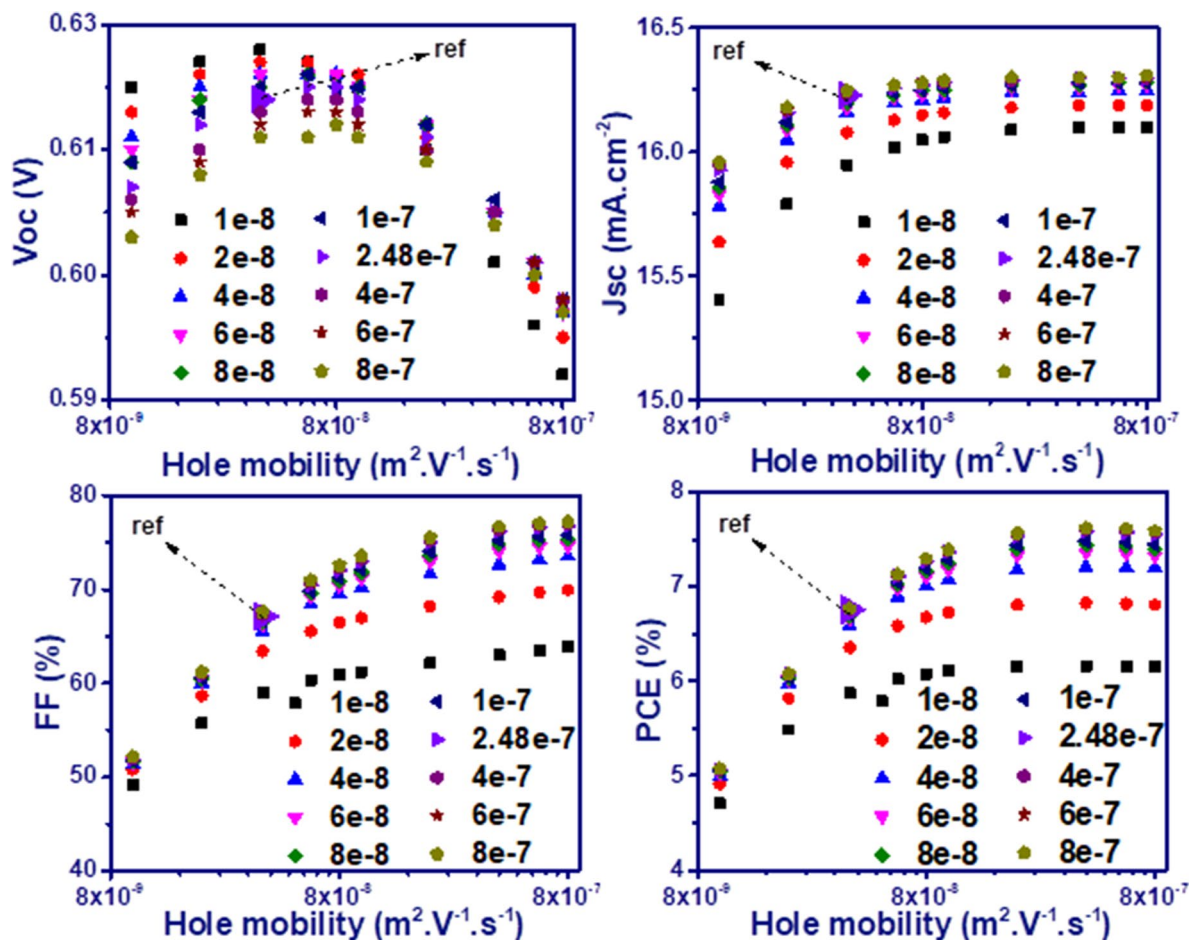 0.63
0.61
0.60
0.59
Voc (V)
ref
1e-8
2e-8
4e-8
6e-8
8e-8
1e-7
2.48e-7
4e-7
6e-7
8e-7
8x10⁻⁹
8x10⁻⁸
8x10⁻⁷
Hole mobility (m².V⁻¹.s⁻¹)
16.5
16.0
15.5
15.0
Jsc (mA.cm⁻²)
ref
1e-8
2e-8
4e-8
6e-8
8e-8
1e-7
2.48e-7
4e-7
6e-7
8e-7
8x10⁻⁹
8x10⁻⁸
8x10⁻⁷
Hole mobility (m².V⁻¹.s⁻¹)
80
70
60
50
40
FF (%)
ref
1e-8
2e-8
4e-8
6e-8
8e-8
1e-7
2.48e-7
4e-7
6e-7
8e-7
8x10⁻⁹
8x10⁻⁸
8x10⁻⁷
Hole mobility (m².V⁻¹.s⁻¹)
8
7
6
5
4
PCE (%)
ref
1e-8
2e-8
4e-8
6e-8
8e-8
1e-7
2.48e-7
4e-7
6e-7
8e-7
8x10⁻⁹
8x10⁻⁸
8x10⁻⁷
Hole mobility (m².V⁻¹.s⁻¹)